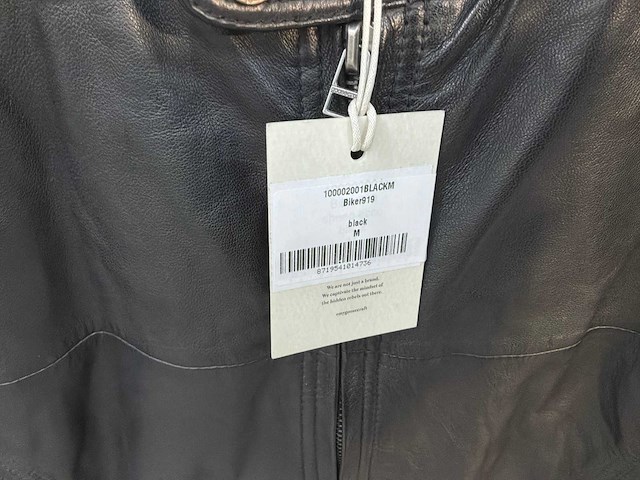 100002001BLACKM
Biker919
black
M
8719541014736
We are not just a brand.
We captivate the mindset of
the hidden rebels out there.